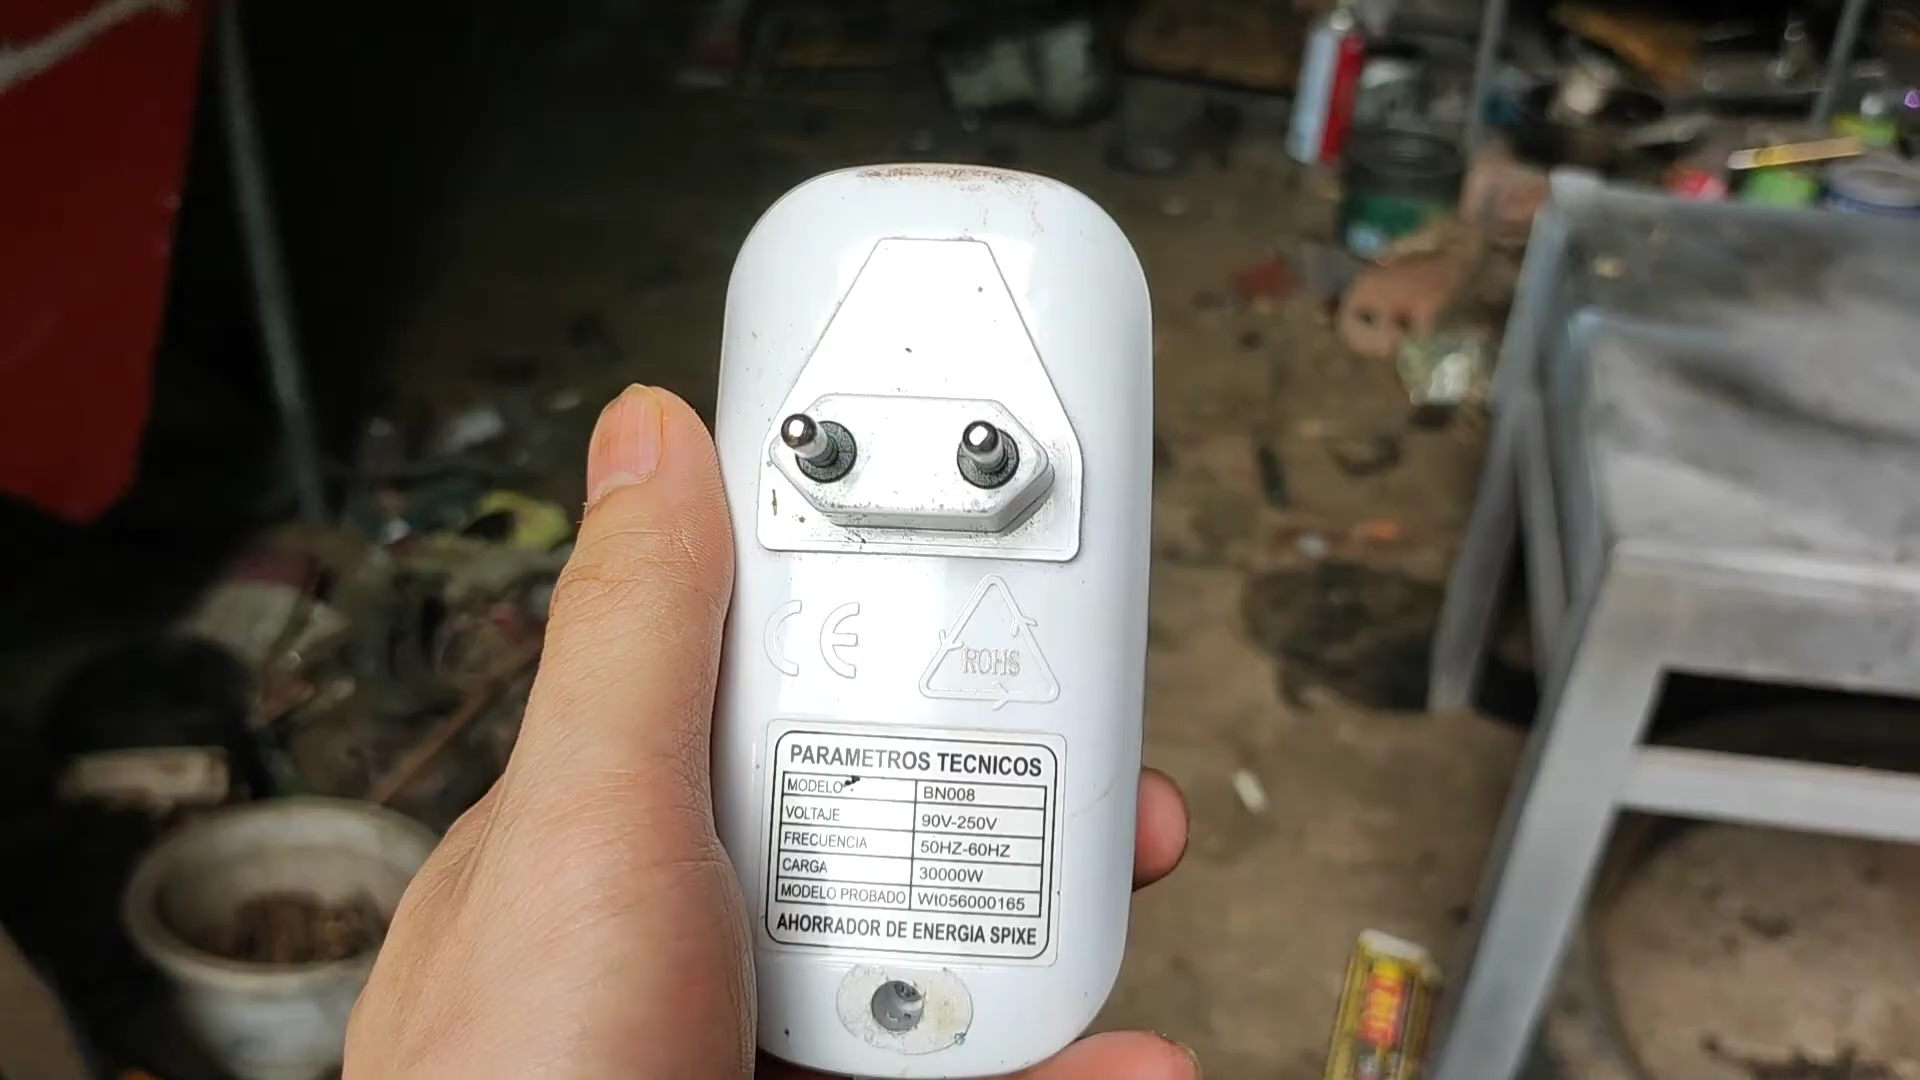 CE
ROHS
PARAMETROS TECNICOS
MODELO BN008
VOLTAJE 90V-250V
FRECUENCIA 50HZ-60HZ
CARGA 30000W
MODELO PROBADO Wt056000165
AHORRADOR DE ENERGIA SPIXE